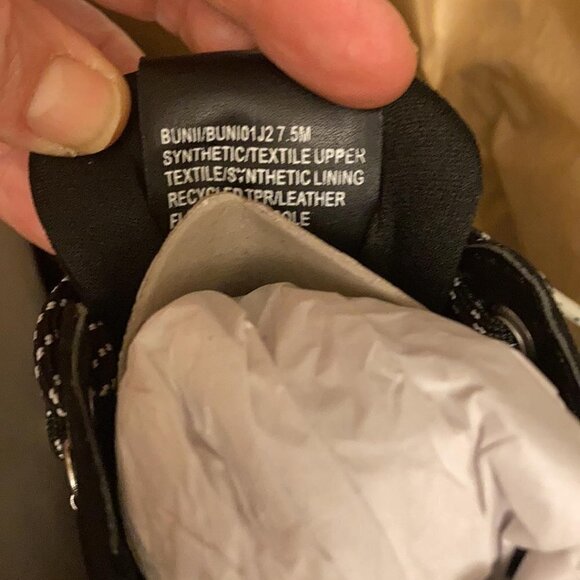 BUNII/BUNI01J2 7.5M
SYNTHETIC/TEXTILE UPPER
TEXTILE/SYNTHETIC LINING
RECYCLED TPR/LEATHER